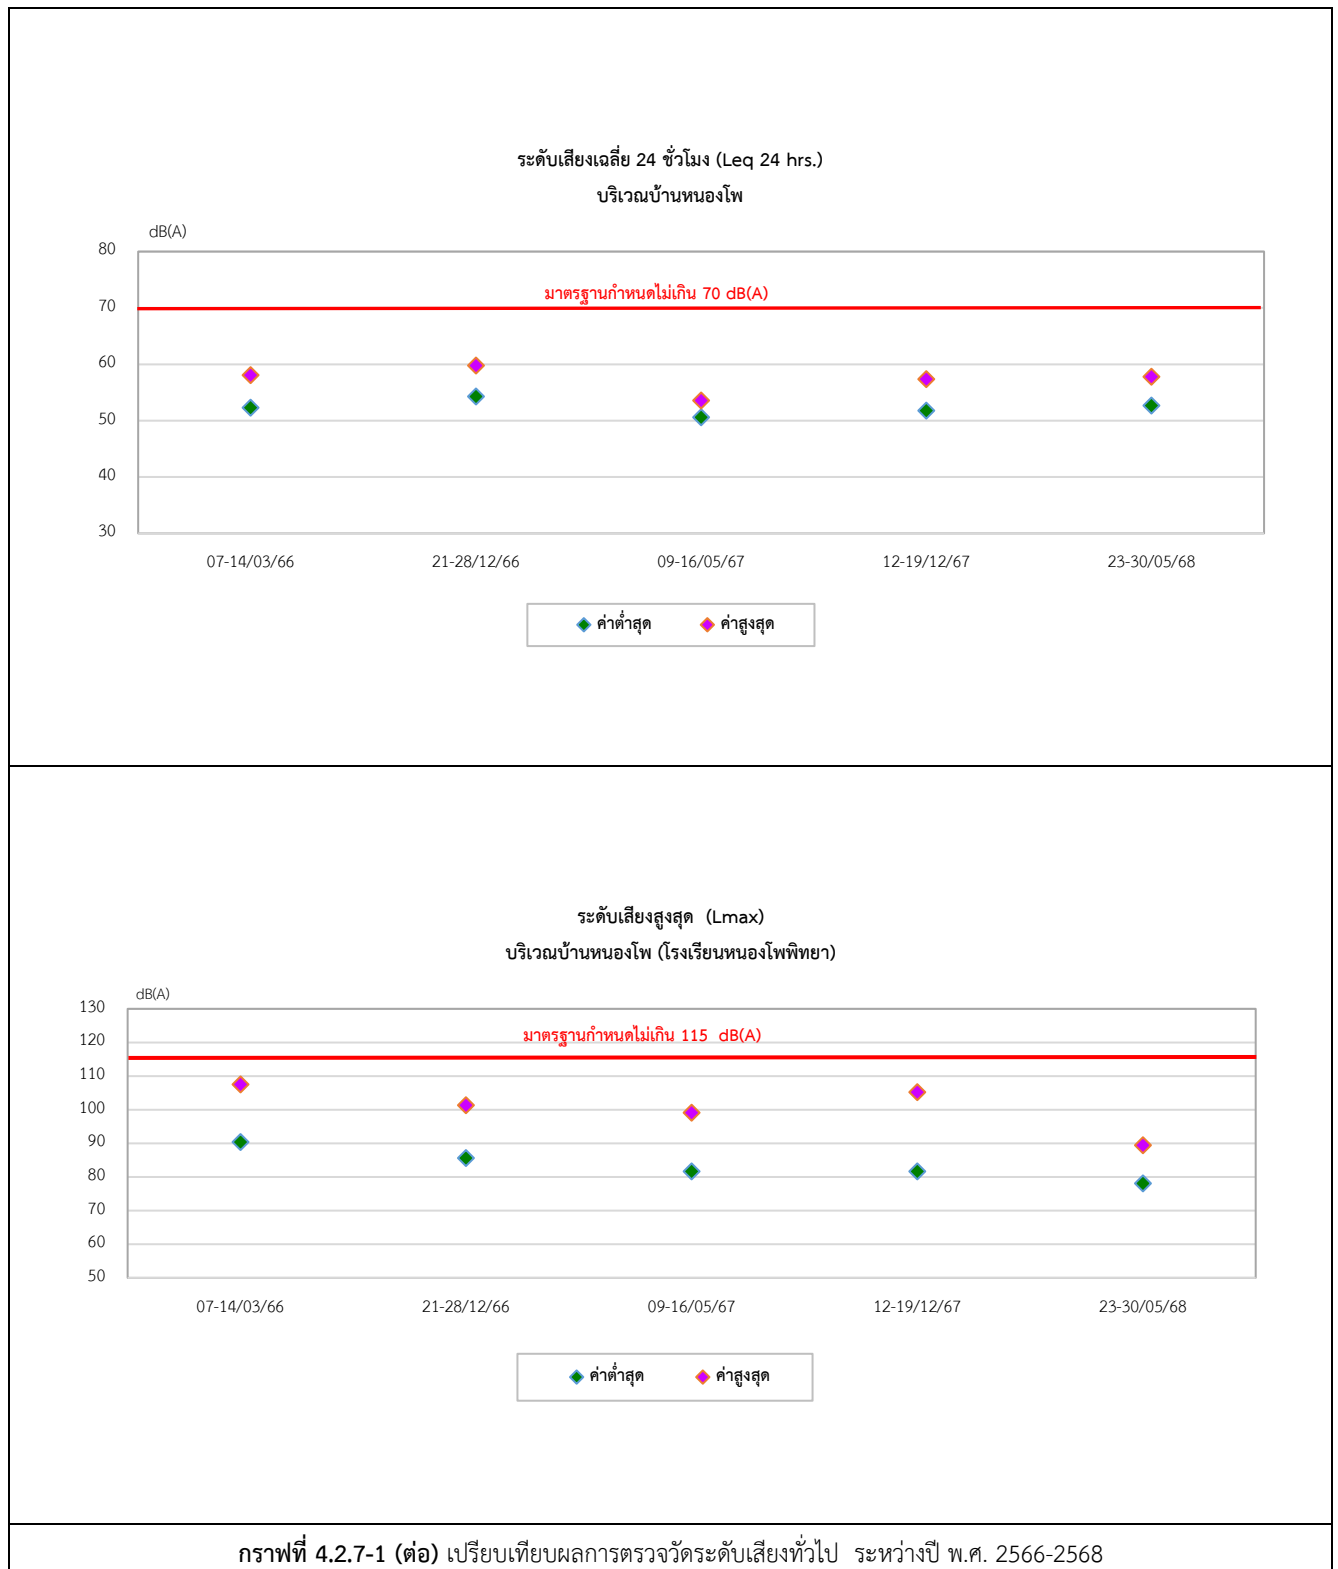 ระดับเสียงเฉลี่ย 24 ชั่วโมง (Leq 24 hrs.)
บริเวณบ้านหนองโพ
dB(A)
80
มาตรฐานกำหนดไม่เกิน 70 dB(A)
70
60
50
40
30
07-14/03/66 21-28/12/66 09-16/05/67 12-19/12/67 23-30/05/68
ค่าต่ำสุด ค่าสูงสุด
ระดับเสียงสูงสุด (Lmax)
บริเวณบ้านหนองโพ (โรงเรียนหนองโพพิทยา)
dB(A)
130
มาตรฐานกำหนดไม่เกิน 115 dB(A)
120
110
100
90
80
70
60
50
07-14/03/66 21-28/12/66 09-16/05/67 12-19/12/67 23-30/05/68
ค่าต่ำสุด ค่าสูงสุด
กราฟที่ 4.2.7-1 (ต่อ) เปรียบเทียบผลการตรวจวัดระดับเสียงทั่วไป ระหว่างปี พ.ศ. 2566-2568